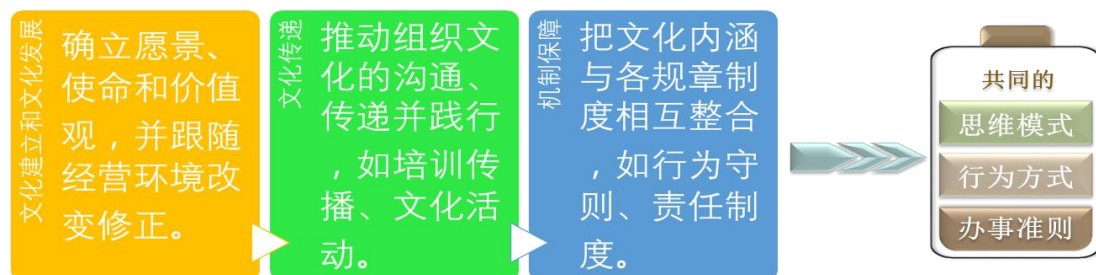 文化建立和文化发展
确立愿景、
使命和价值
观，并跟随
经营环境改
变修正。
文化传递
推动组织文
化的沟通、
传递并践行
，如培训传
播、文化活
动。
机制保障
把文化内涵
与各规章制
度相互整合
，如行为守
则、责任制
度。
共同的
思维模式
行为方式
办事准则